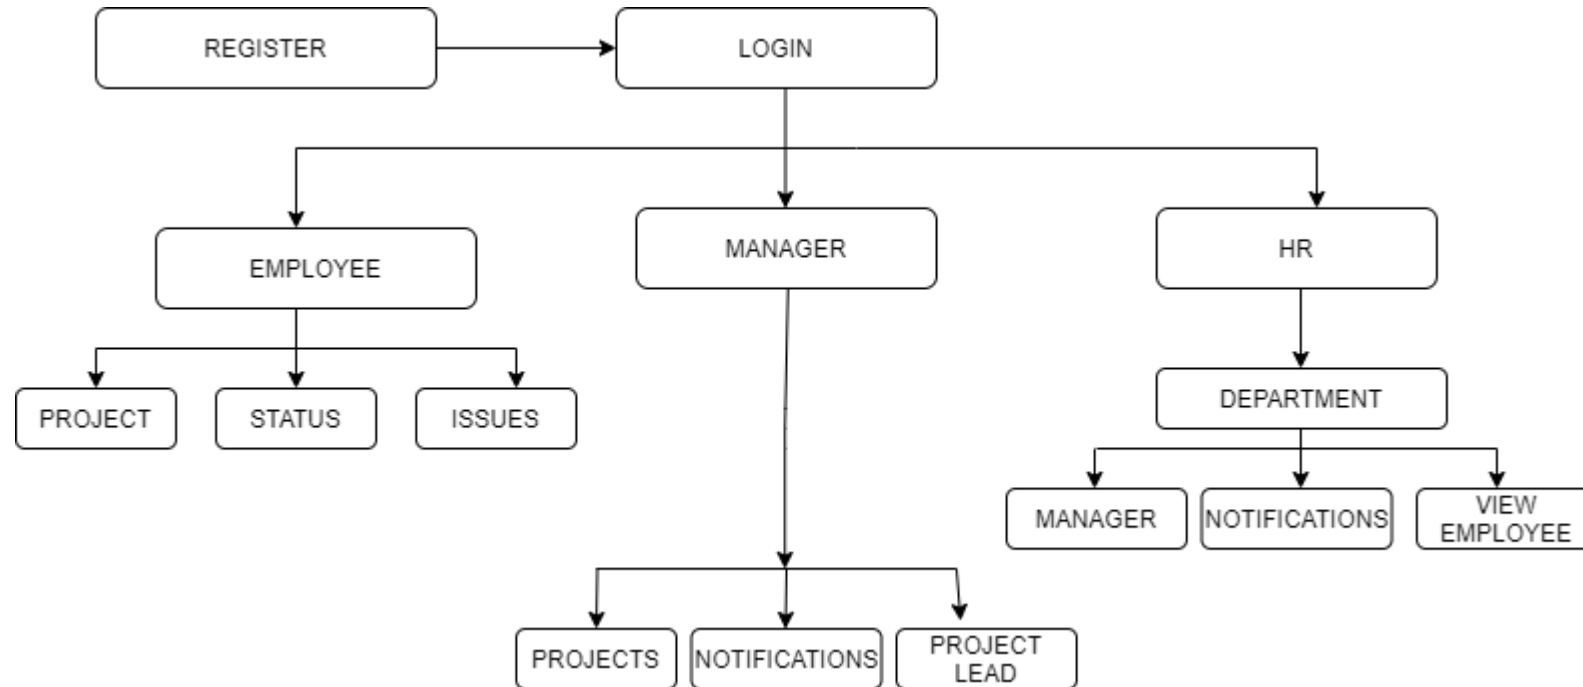 REGISTER
LOGIN
EMPLOYEE
MANAGER
HR
PROJECT
STATUS
ISSUES
DEPARTMENT
MANAGER
NOTIFICATIONS
VIEW
EMPLOYEE
PROJECTS
NOTIFICATIONS
PROJECT
LEAD